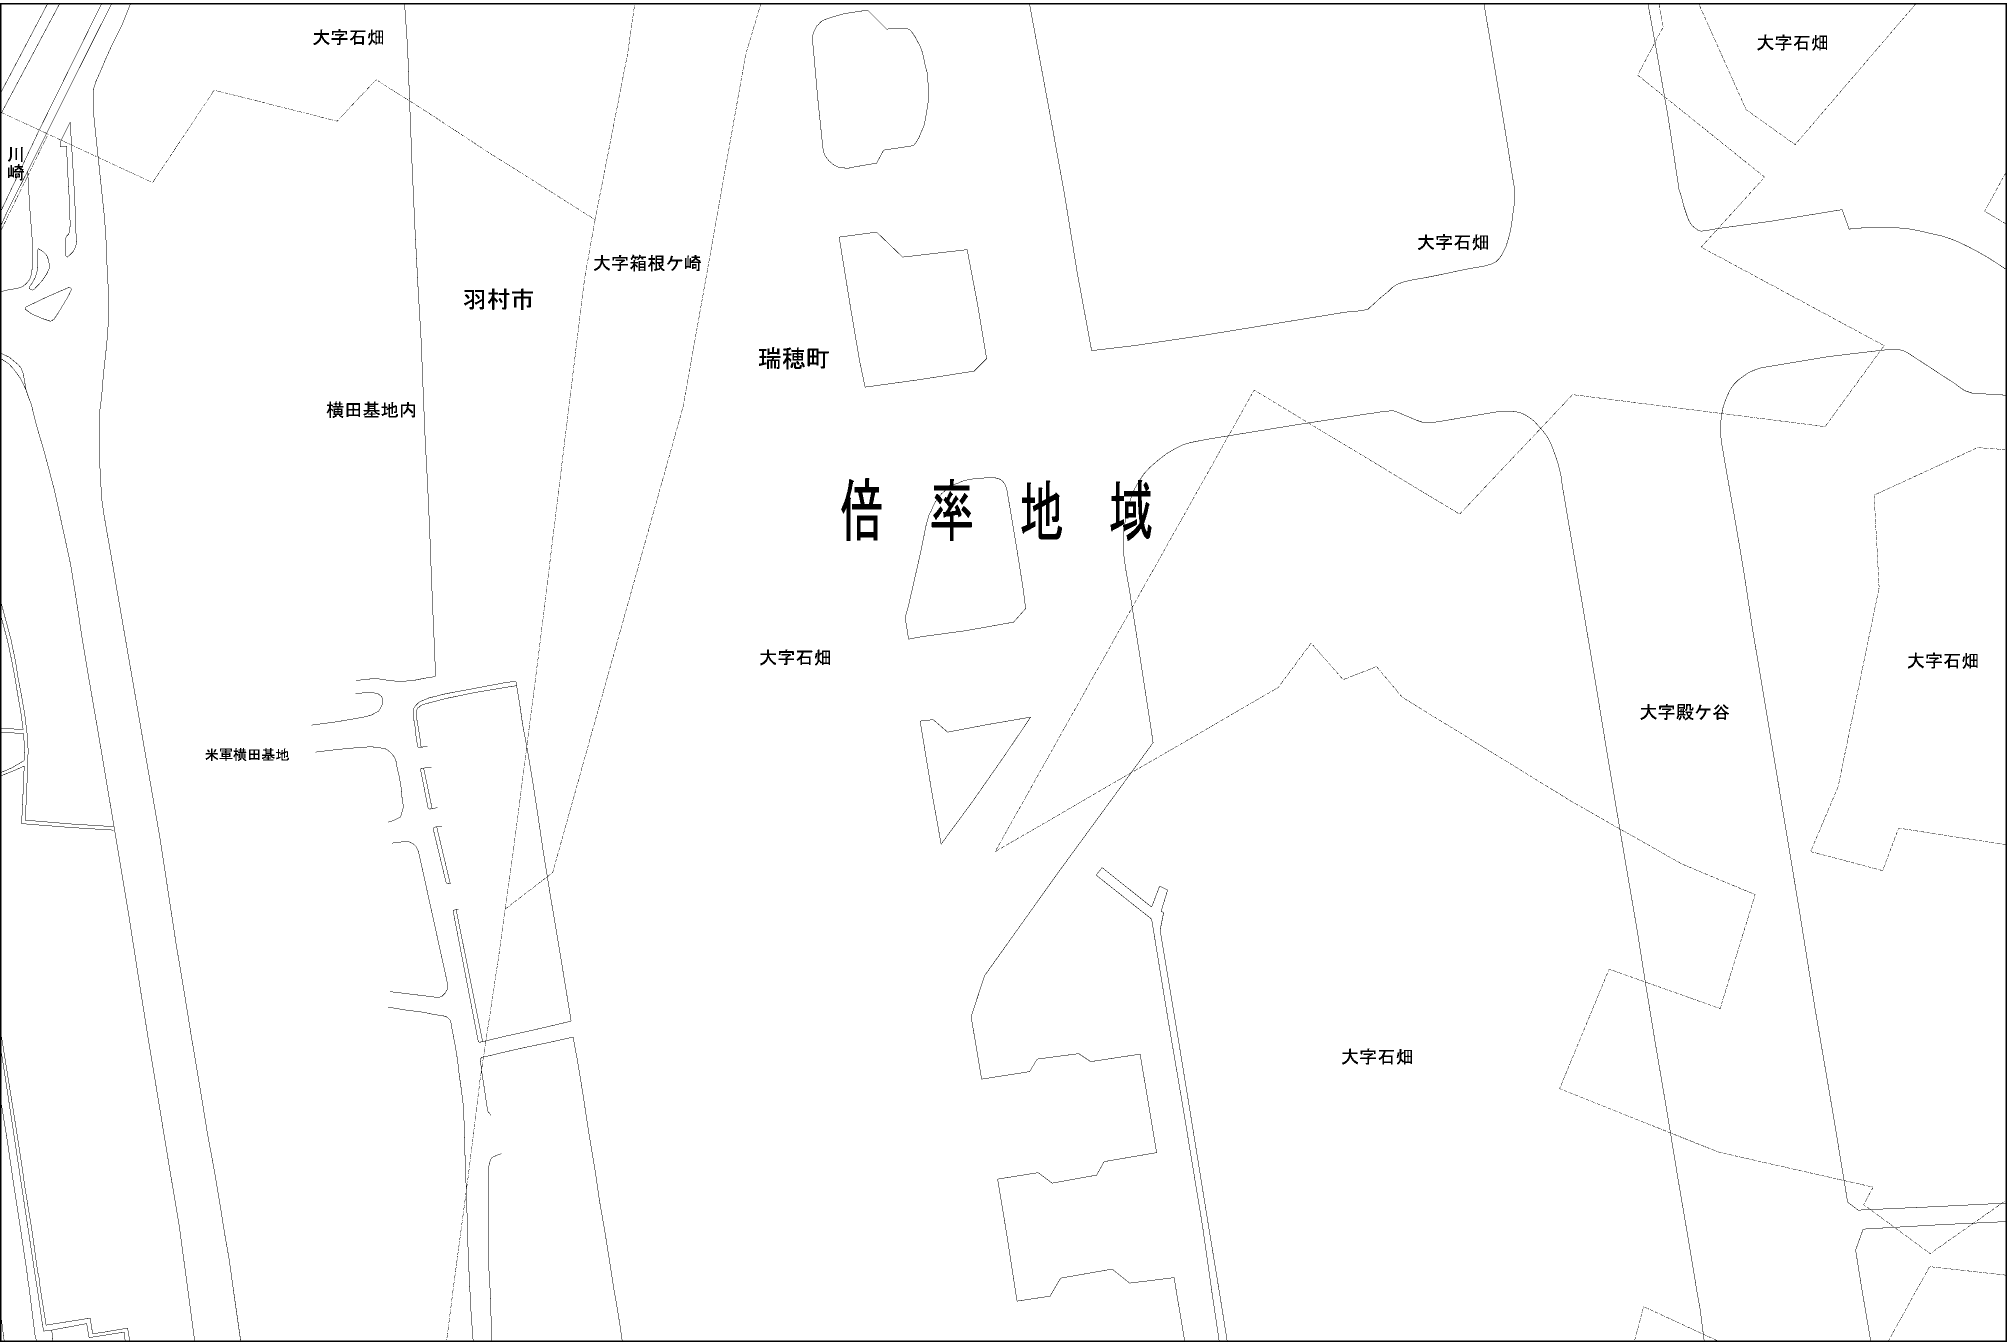 大字石畑
大字石畑
川崎
大字石畑
大字箱根ケ崎
羽村市
瑞穂町
横田基地内
倍率地域
大字石畑
大字石畑
大字殿ケ谷
米軍横田基地
大字石畑